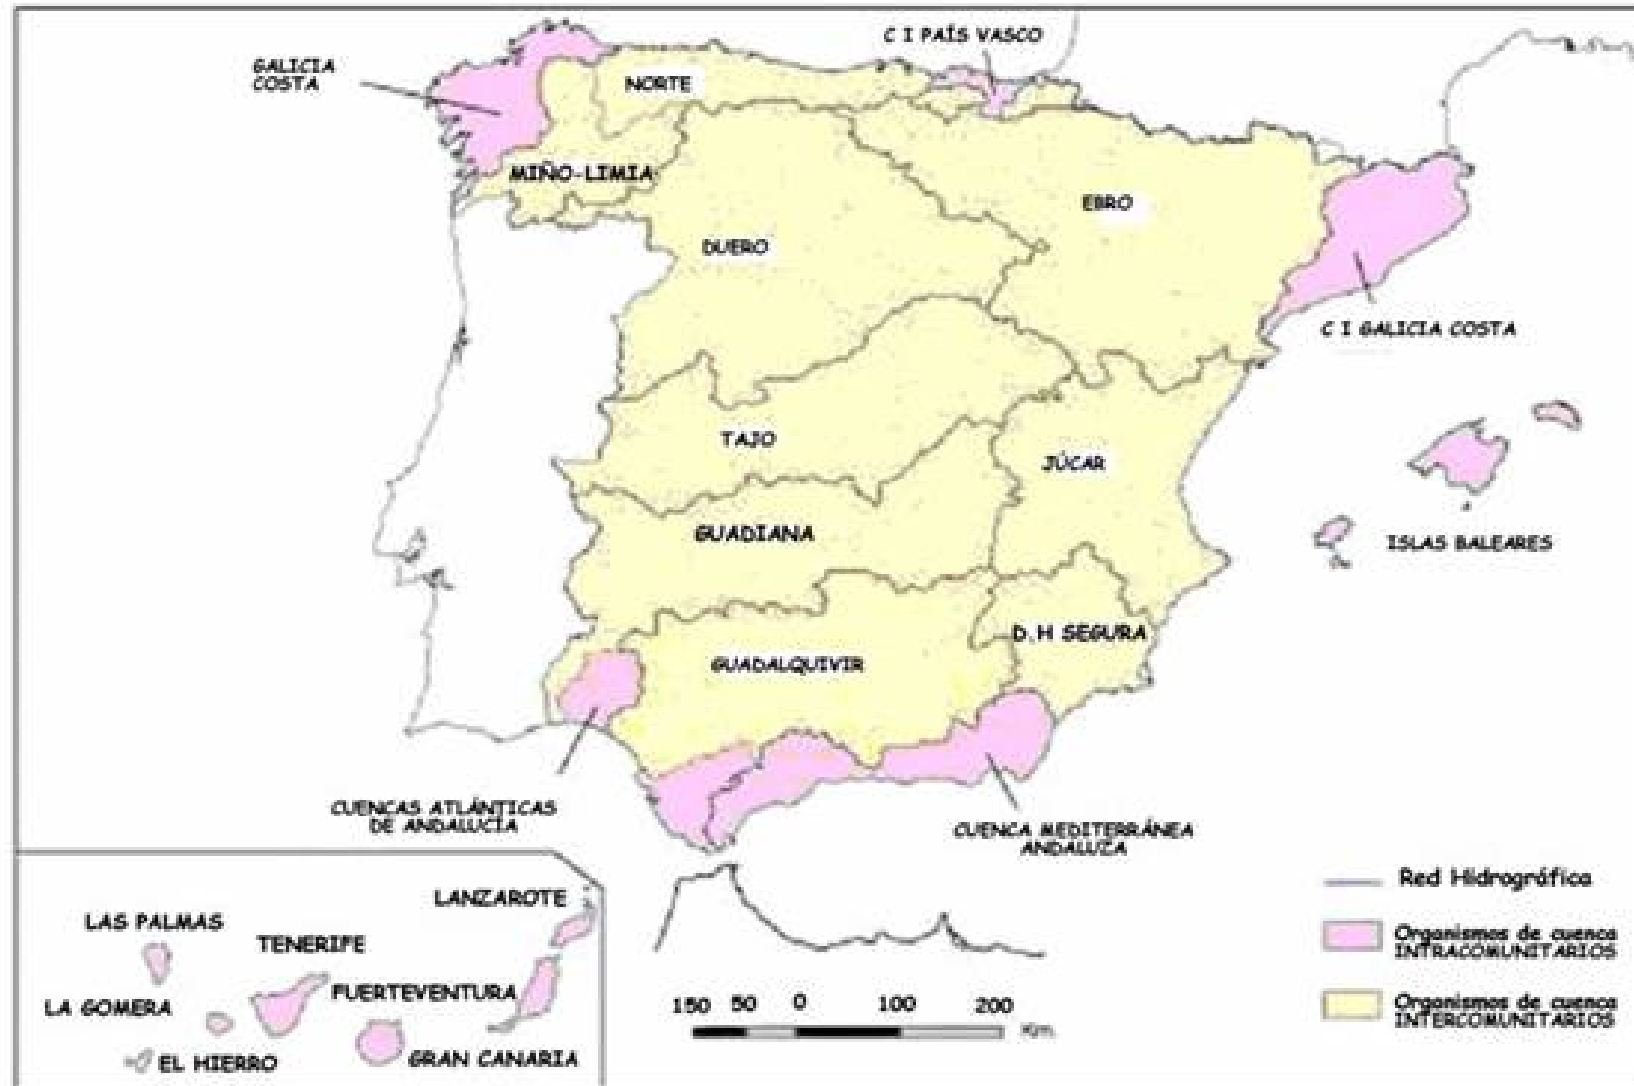 C I PAÍS VASCO
GALICIA
COSTA
NORTE
MIÑO-LIMIA
EBRO
DUERO
C I GALICIA COSTA
TAJO
JÚCAR
GUADIANA
ISLAS BALEARES
D.H SEGURA
GUADALQUIVIR
CUENCAS ATLÁNTICAS
DE ANDALUCÍA
CUENCA MEDITERRÁNEA
ANDALUZA
Red Hidrográfica
Organismos de cuenca
INTRACOMUNITARIOS
Organismos de cuenca
INTERCOMUNITARIOS
LANZAROTE
LAS PALMAS
TENERIFE
FUERTEVENTURA
LA GOMERA
EL HIERRO
GRAN CANARIA
150 50 0 100 200
Km.